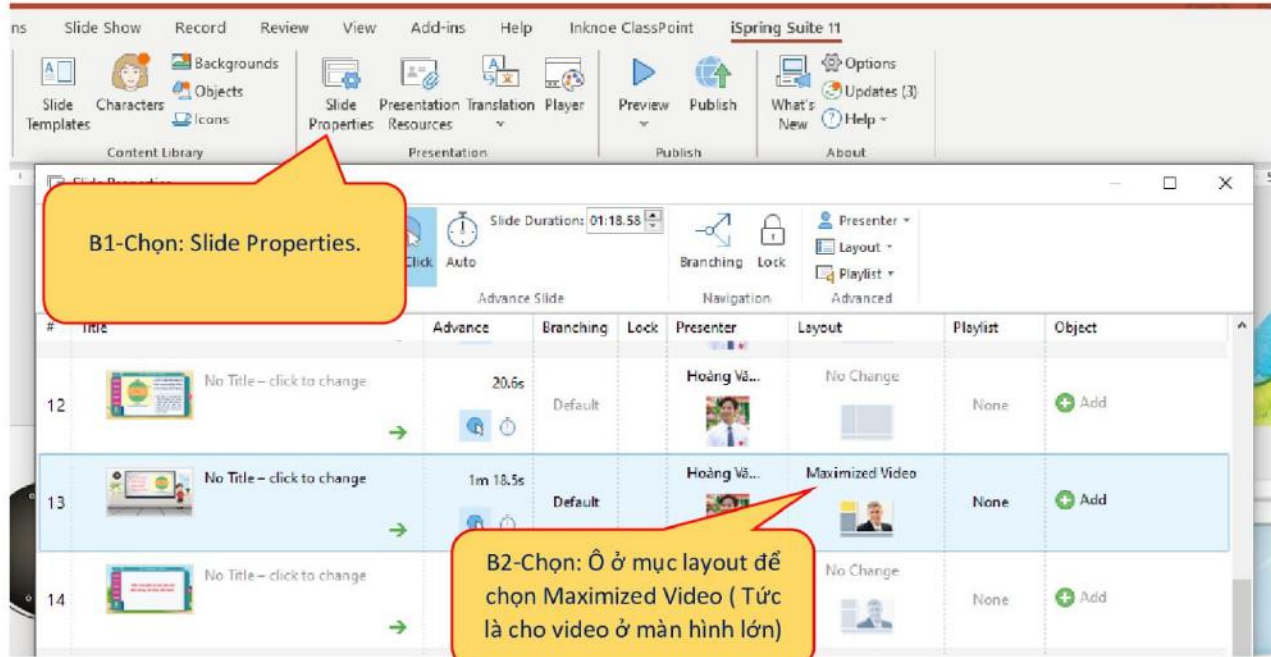 ns Slide Show Record Review View Add-ins Help Inknoe ClassPoint iSpring Suite 11
Slide Templates
Characters
Backgrounds
Objects
Icons
Content Library
Slide Properties
Presentation Resources
Translation
Player
Presentation
Preview
Publish
Publish
What's New
Options
Updates (3)
Help
About
B1-Chọn: Slide Properties.
Click
Auto
Slide Duration: 01:18.58
Advance Slide
Branching
Lock
Navigation
Presenter
Layout
Playlist
Advanced
# Title Advance Branching Lock Presenter Layout Playlist Object
12 No Title – click to change 20.6s Default Hoàng Vă... No Change None Add
13 No Title – click to change 1m 18.5s Default Hoàng Vă... Maximized Video None Add
14 No Title – click to change No Change None Add
B2-Chọn: Ô ở mục layout để
chọn Maximized Video ( Tức
là cho video ở màn hình lớn)